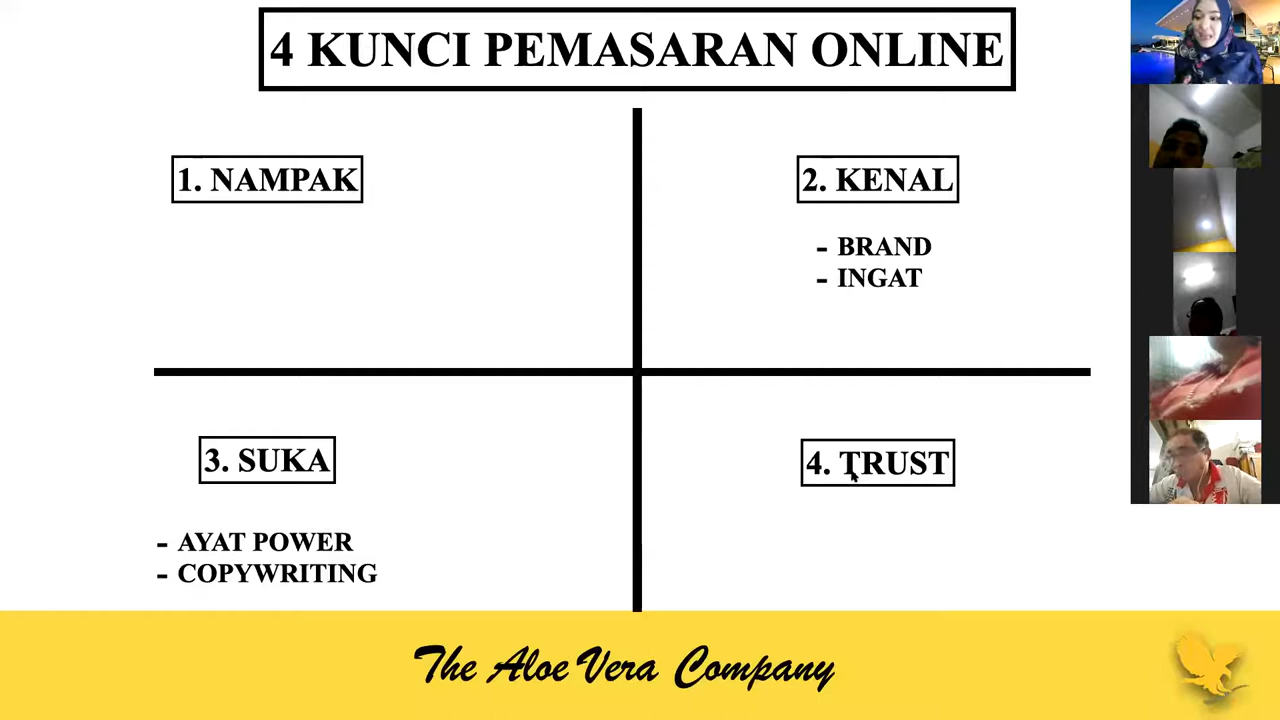 4 KUNCI PEMASARAN ONLINE
1. NAMPAK
2. KENAL
- BRAND
- INGAT
3. SUKA
- AYAT POWER
- COPYWRITING
4. TRUST
The Aloe Vera Company